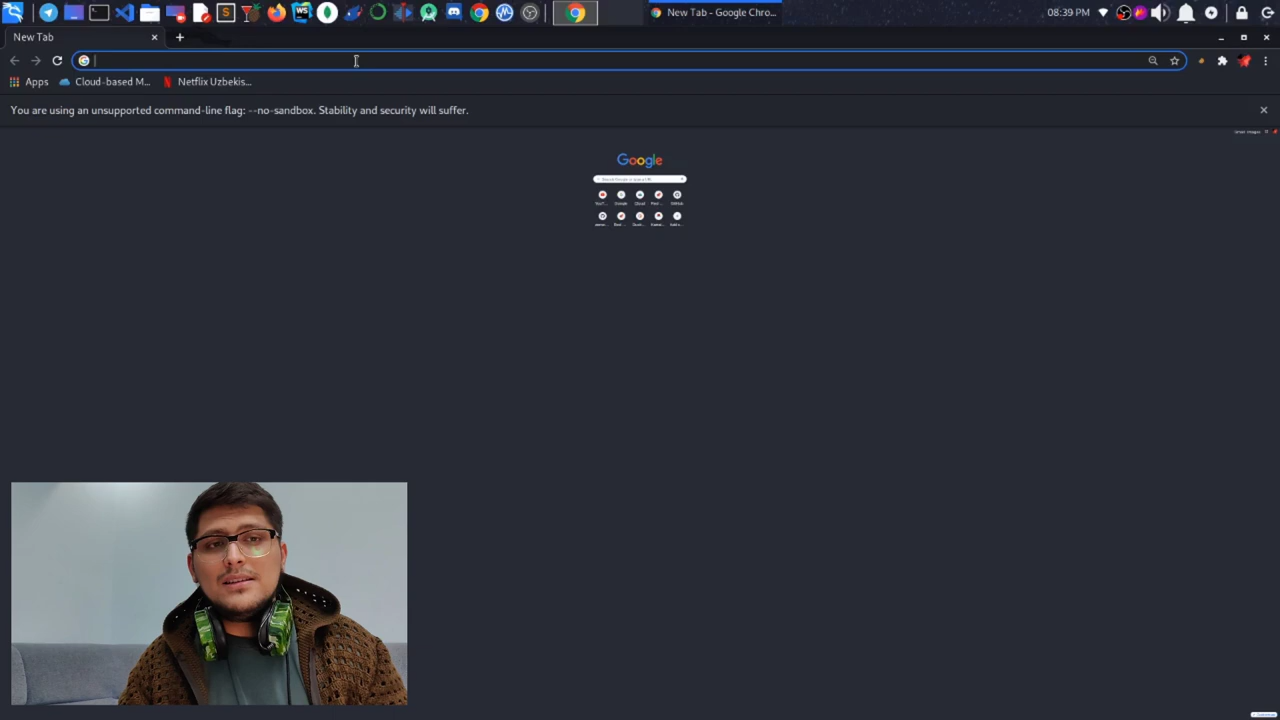 New Tab - Google Chro...
08:39 PM
New Tab
Apps
Cloud-based M...
Netflix Uzbekis...
You are using an unsupported command-line flag: --no-sandbox. Stability and security will suffer.
Google